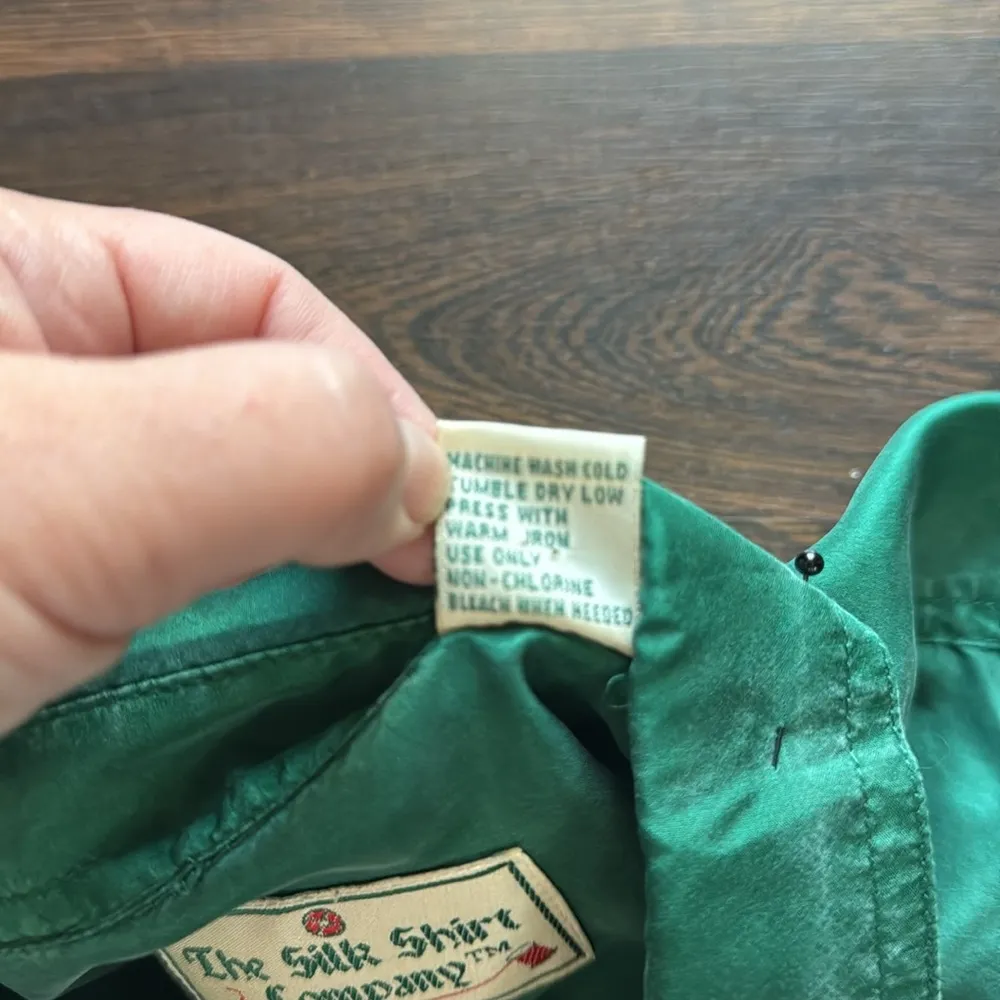 MACHINE WASH COLD
TUMBLE DRY LOW
PRESS WITH
WARM IRON
USE ONLY
NON-CHLORINE
BLEACH WHEN NEEDED
The Silk Shirt
Company™